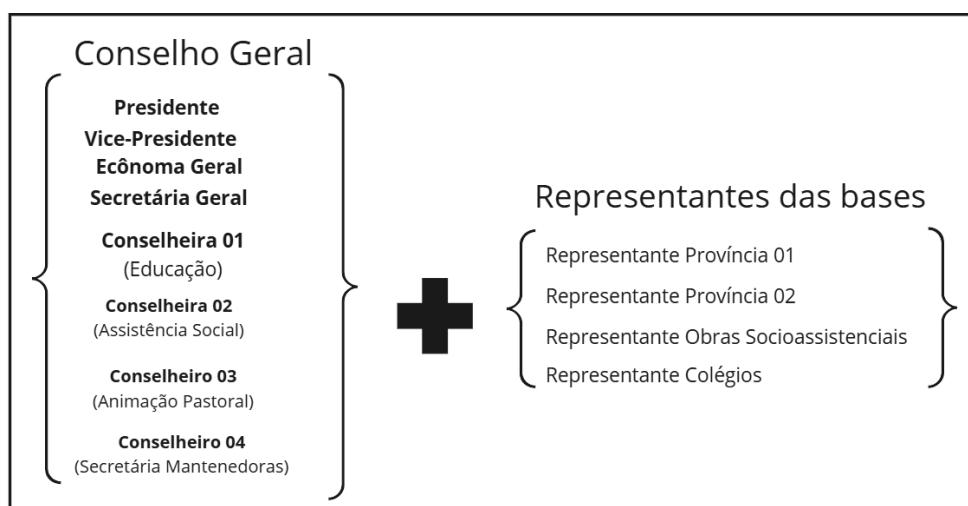 Conselho Geral
Presidente
Vice-Presidente
Ecônoma Geral
Secretária Geral
Conselheira 01
(Educação)
Conselheira 02
(Assistência Social)
Conselheiro 03
(Animação Pastoral)
Conselheiro 04
(Secretária Mantenedoras)
Representantes das bases
Representante Província 01
Representante Província 02
Representante Obras Socioassistenciais
Representante Colégios